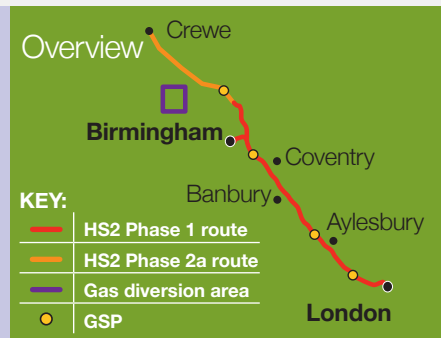 Overview
Crewe
Birmingham
Coventry
Banbury
Aylesbury
London
KEY:
HS2 Phase 1 route
HS2 Phase 2a route
Gas diversion area
GSP